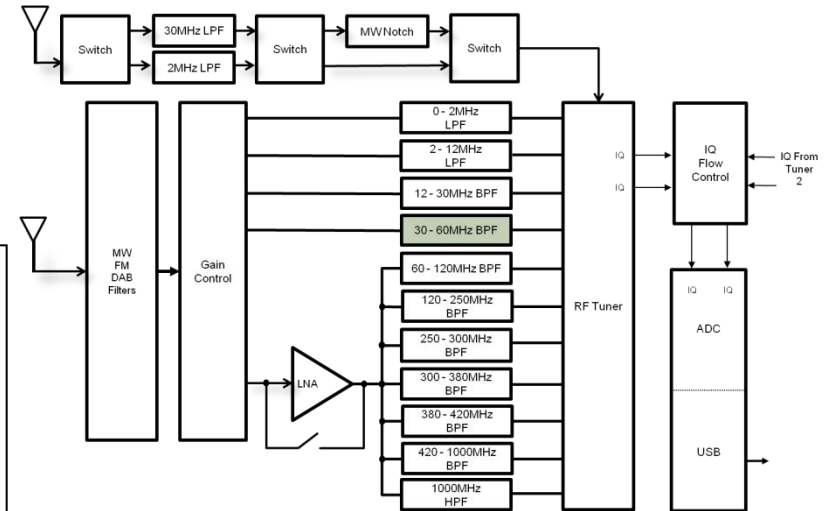 Switch
30MHz LPF
2MHz LPF
Switch
MW Notch
Switch
MW
FM
DAB
Filters
Gain
Control
LNA
0 - 2MHz
LPF
2 - 12MHz
LPF
12 - 30MHz BPF
30 - 60MHz BPF
60 - 120MHz BPF
120 - 250MHz
BPF
250 - 300MHz
BPF
300 - 380MHz
BPF
380 - 420MHz
BPF
420 - 1000MHz
BPF
1000MHz
HPF
RF Tuner
IQ
IQ
IQ
Flow
Control
IQ From
Tuner
2
IQ IQ
ADC
USB